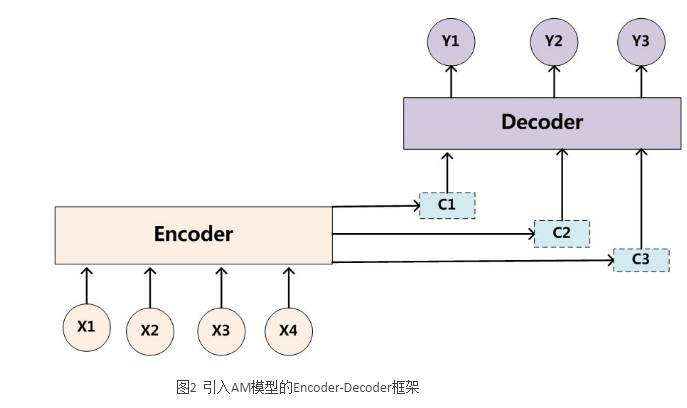 Y1 Y2 Y3
Decoder
C1
Encoder
C2
C3
X1 X2 X3 X4
图2 引入AM模型的Encoder-Decoder框架